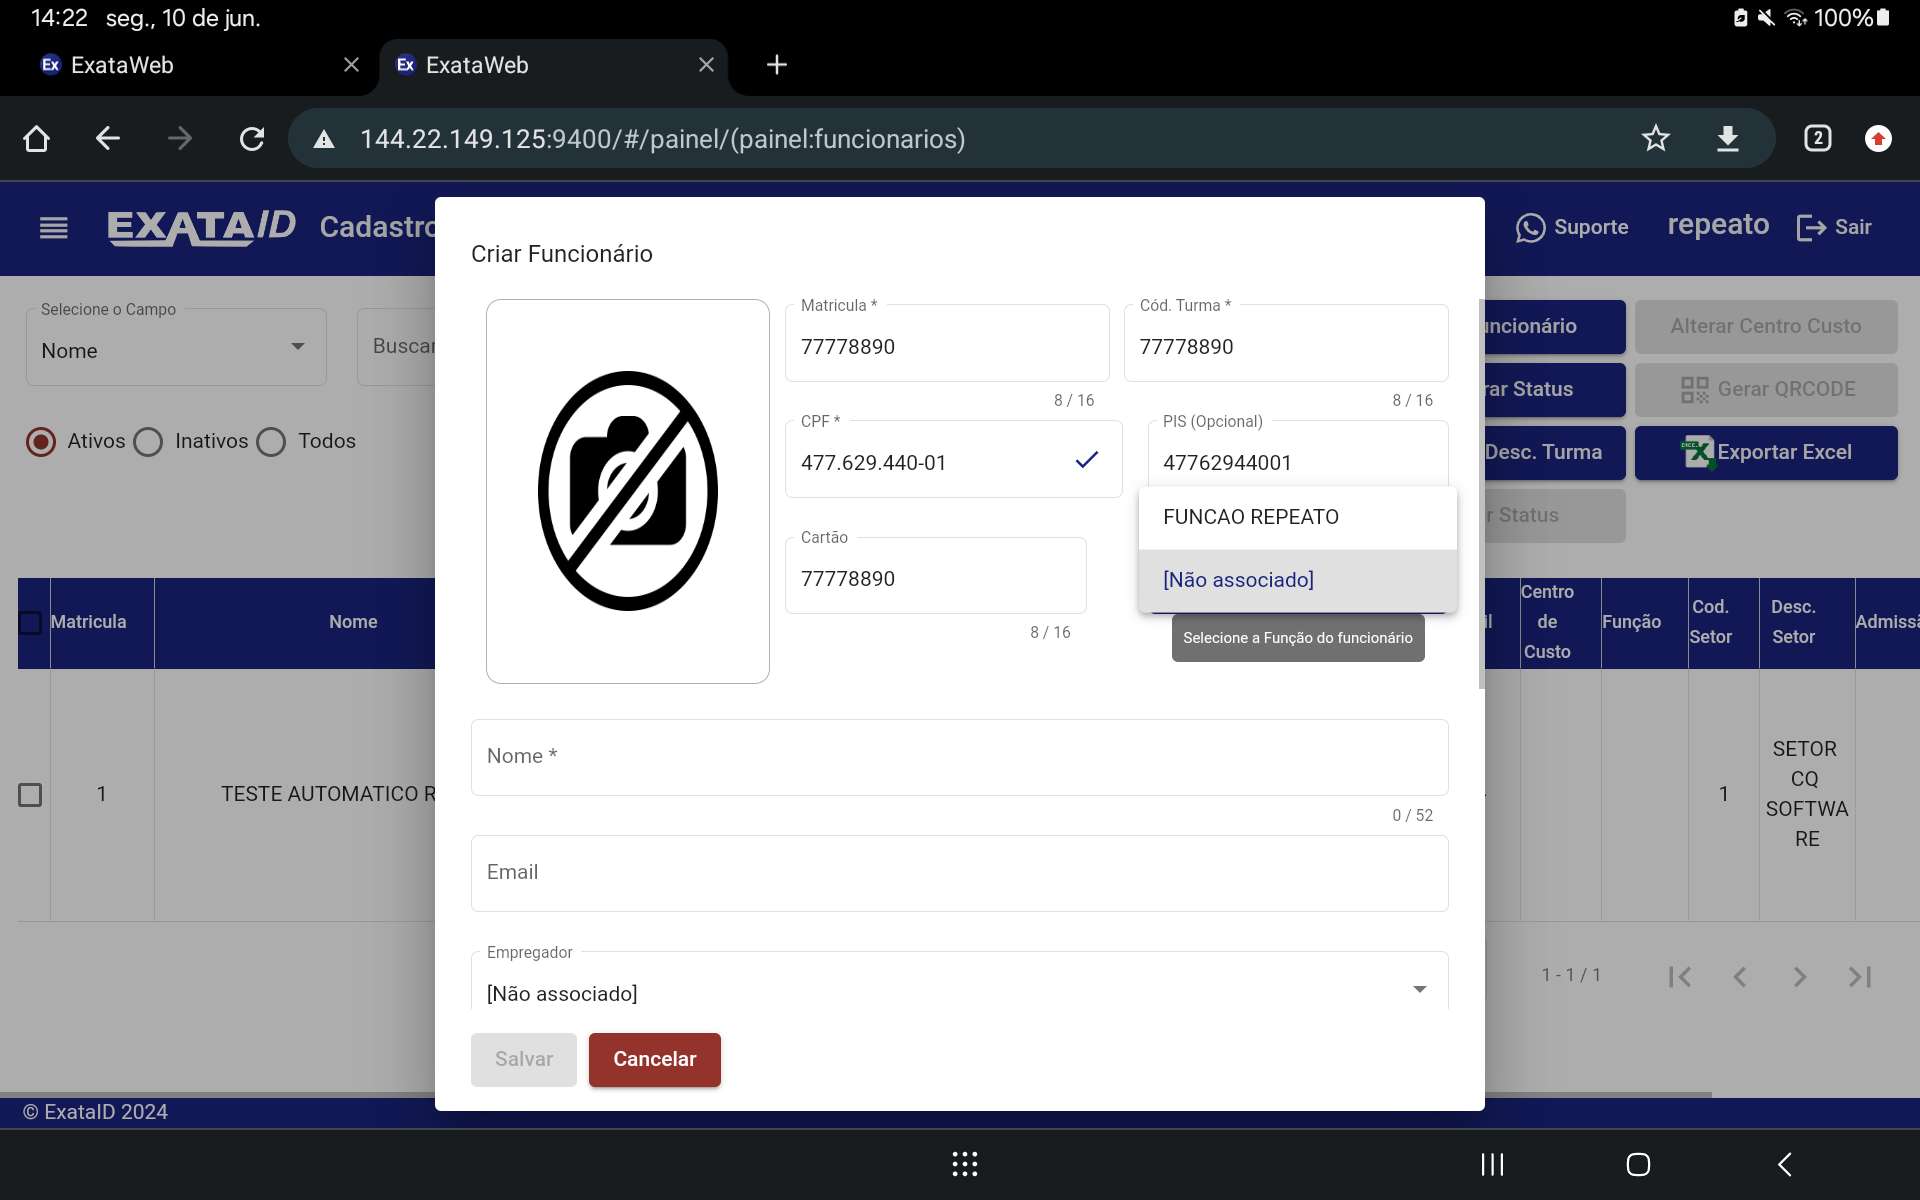 14:22 seg., 10 de jun.
100%
Ex ExataWeb
Ex ExataWeb
144.22.149.125:9400/#/painel/(painel:funcionarios)
2
EXATAID
Cadastro
Suporte
repeato
Sair
Criar Funcionário
Selecione o Campo
Nome
Buscar
Ativos
Inativos
Todos
Matricula *
77778890
8 / 16
Cód. Turma *
77778890
8 / 16
CPF *
477.629.440-01
PIS (Opcional)
47762944001
Cartão
77778890
8 / 16
FUNCAO REPEATO
[Não associado]
Selecione a Função do funcionário
Nome *
0 / 52
Email
Empregador
[Não associado]
Salvar
Cancelar
Alterar Centro Custo
Status
Gerar QRCODE
Desc. Turma
Exportar Excel
Status
Matricula
Nome
Centro
de
Custo
Função
Cod.
Setor
Desc.
Setor
1
TESTE AUTOMATICO
1
SETOR
CQ
SOFTWA
RE
1 - 1 / 1
© ExataID 2024